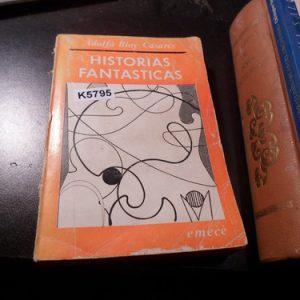 Adolfo Bioy Casares
HISTORIAS
FANTASTICAS
K5795
emecé